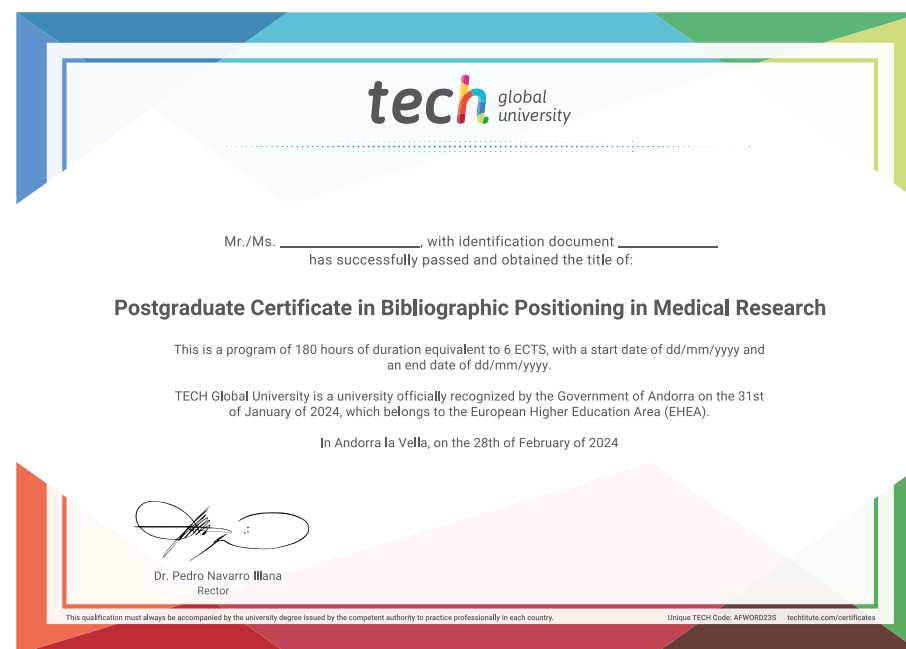 tech global university
Mr./Ms. ____________, with identification document ____________
has successfully passed and obtained the title of:
Postgraduate Certificate in Bibliographic Positioning in Medical Research
This is a program of 180 hours of duration equivalent to 6 ECTS, with a start date of dd/mm/yyyy and
an end date of dd/mm/yyyy.
TECH Global University is a university officially recognized by the Government of Andorra on the 31st
of January of 2024, which belongs to the European Higher Education Area (EHEA).
In Andorra la Vella, on the 28th of February of 2024
Dr. Pedro Navarro Illana
Rector
This qualification must always be accompanied by the university degree issued by the competent authority to practice professionally in each country.
Unique TECH Code: AFWORD23S techtitute.com/certificates